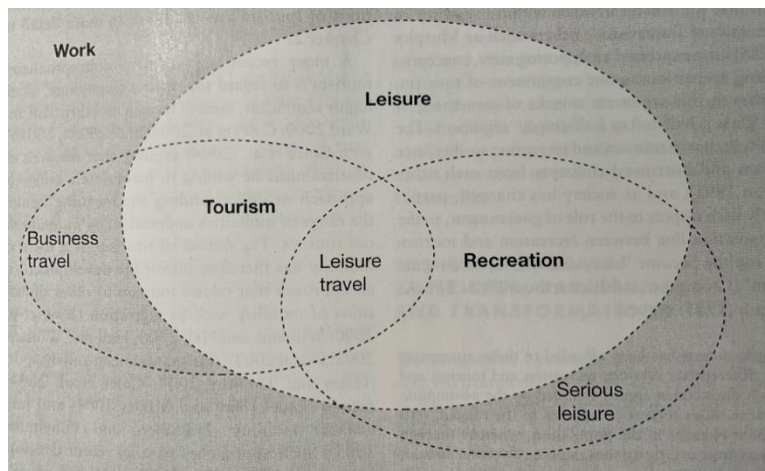 Work
Leisure
Tourism
Business
travel
Leisure
travel
Recreation
Serious
leisure